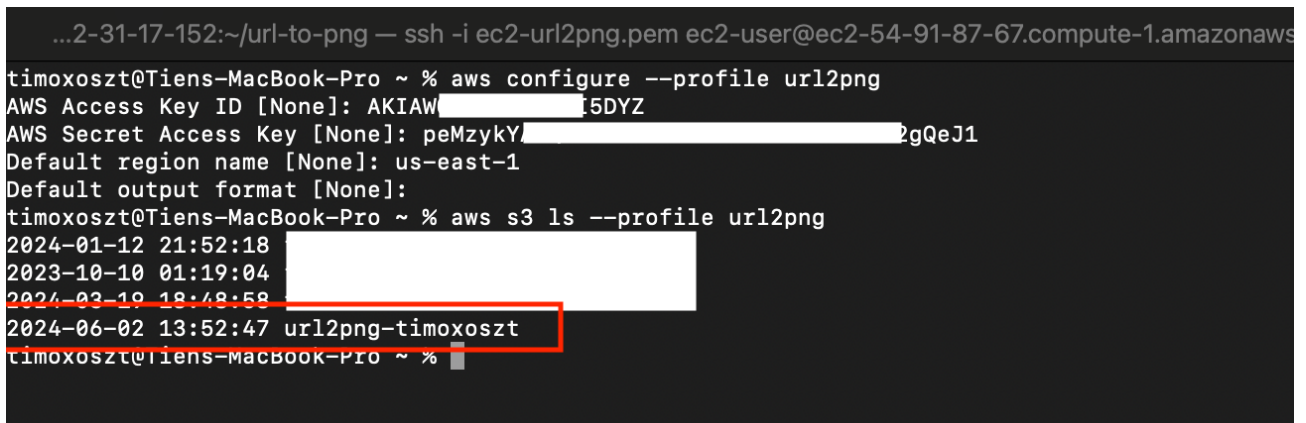 ...2-31-17-152:~/url-to-png — ssh -i ec2-url2png.pem ec2-user@ec2-54-91-87-67.compute-1.amazonaws
timoxoszt@Tiens-MacBook-Pro ~ % aws configure --profile url2png
AWS Access Key ID [None]:
AWS Secret Access Key [None]:
Default region name [None]: us-east-1
Default output format [None]:
timoxoszt@Tiens-MacBook-Pro ~ % aws s3 ls --profile url2png
2024-01-12 21:52:18
2023-10-10 01:19:04
2024-03-19 18:48:58
2024-06-02 13:52:47 url2png-timoxoszt
timoxoszt@Tiens-MacBook-Pro ~ %